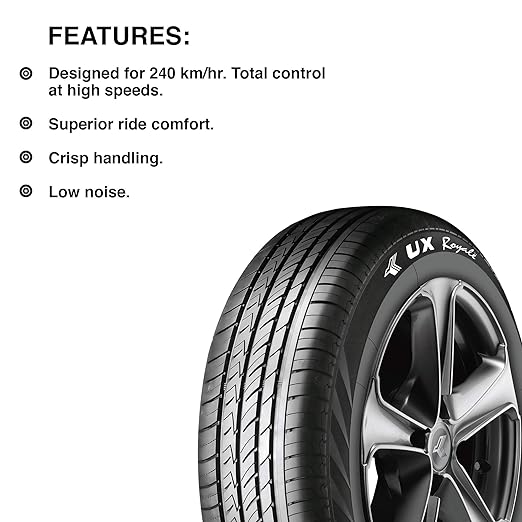 FEATURES:
Designed for 240 km/hr. Total control
at high speeds.
Superior ride comfort.
Crisp handling.
Low noise.
UX Royale